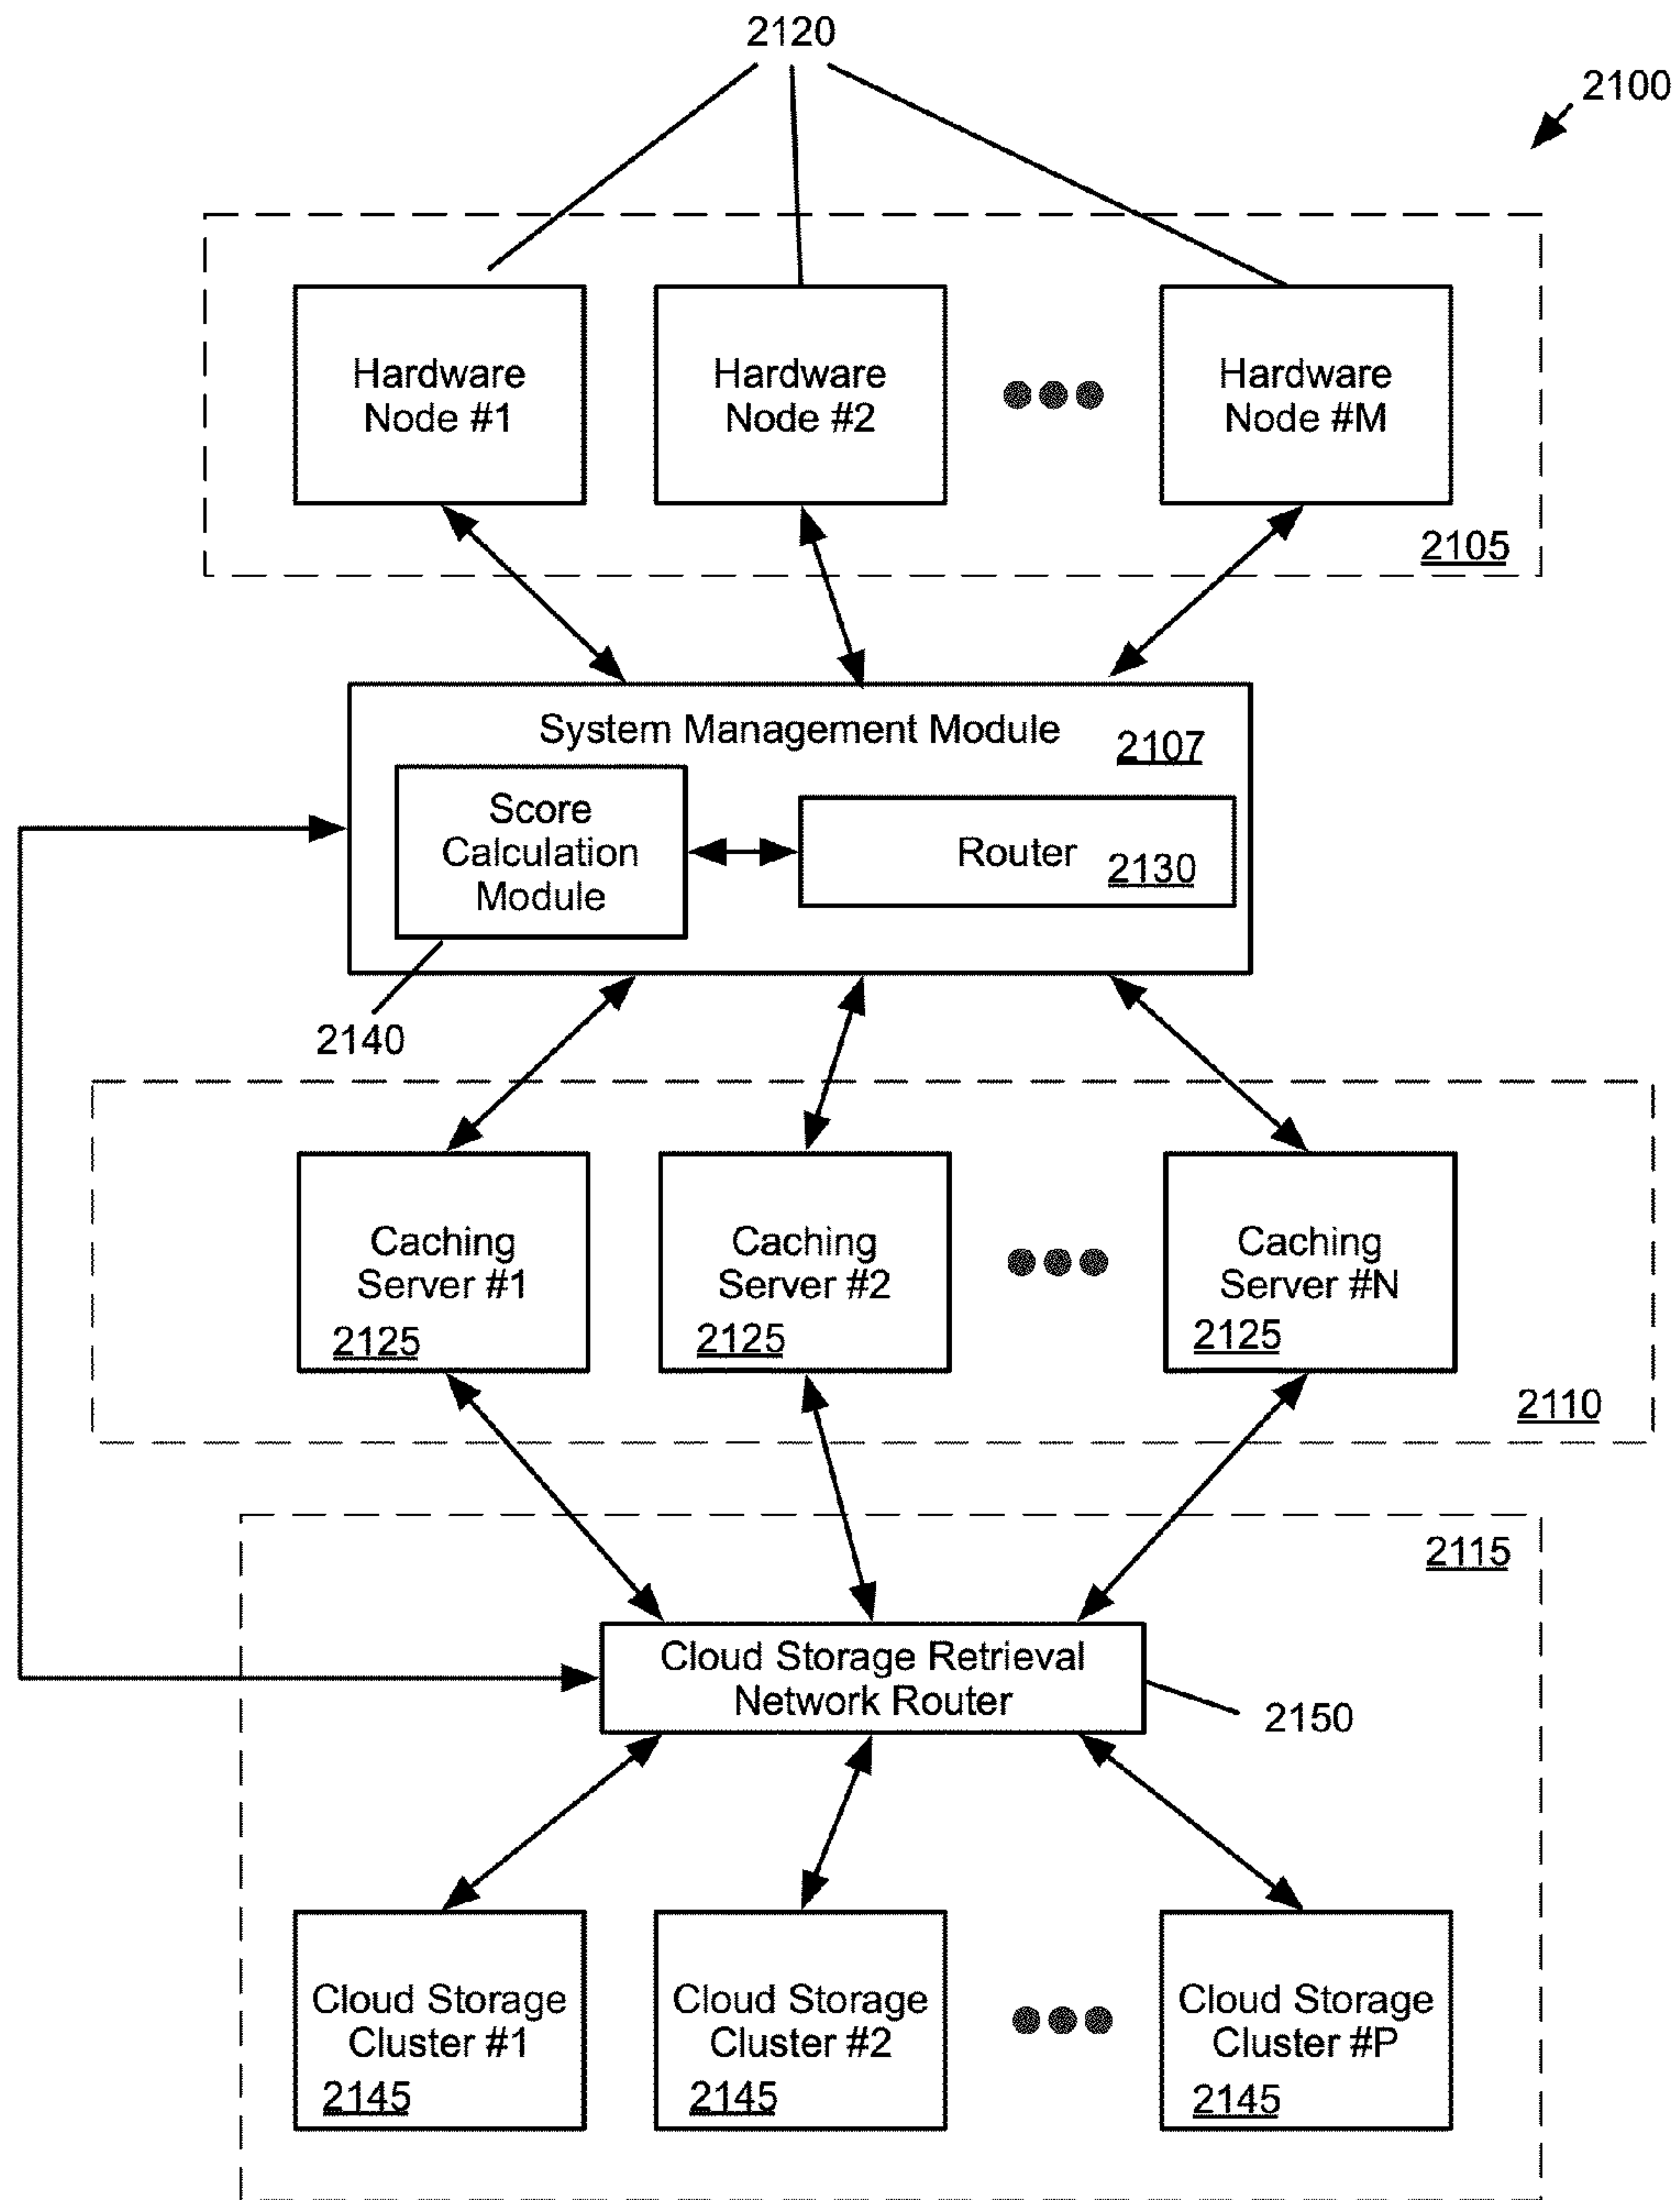 2120
2100
Hardware
Node #1
Hardware
Node #2
Hardware
Node #M
2105
System Management Module
2107
Score
Calculation
Module
Router
2130
2140
Caching
Server #1
2125
Caching
Server #2
2125
Caching
Server #N
2125
2110
2115
Cloud Storage Retrieval
Network Router
2150
Cloud Storage
Cluster #1
2145
Cloud Storage
Cluster #2
2145
Cloud Storage
Cluster #P
2145